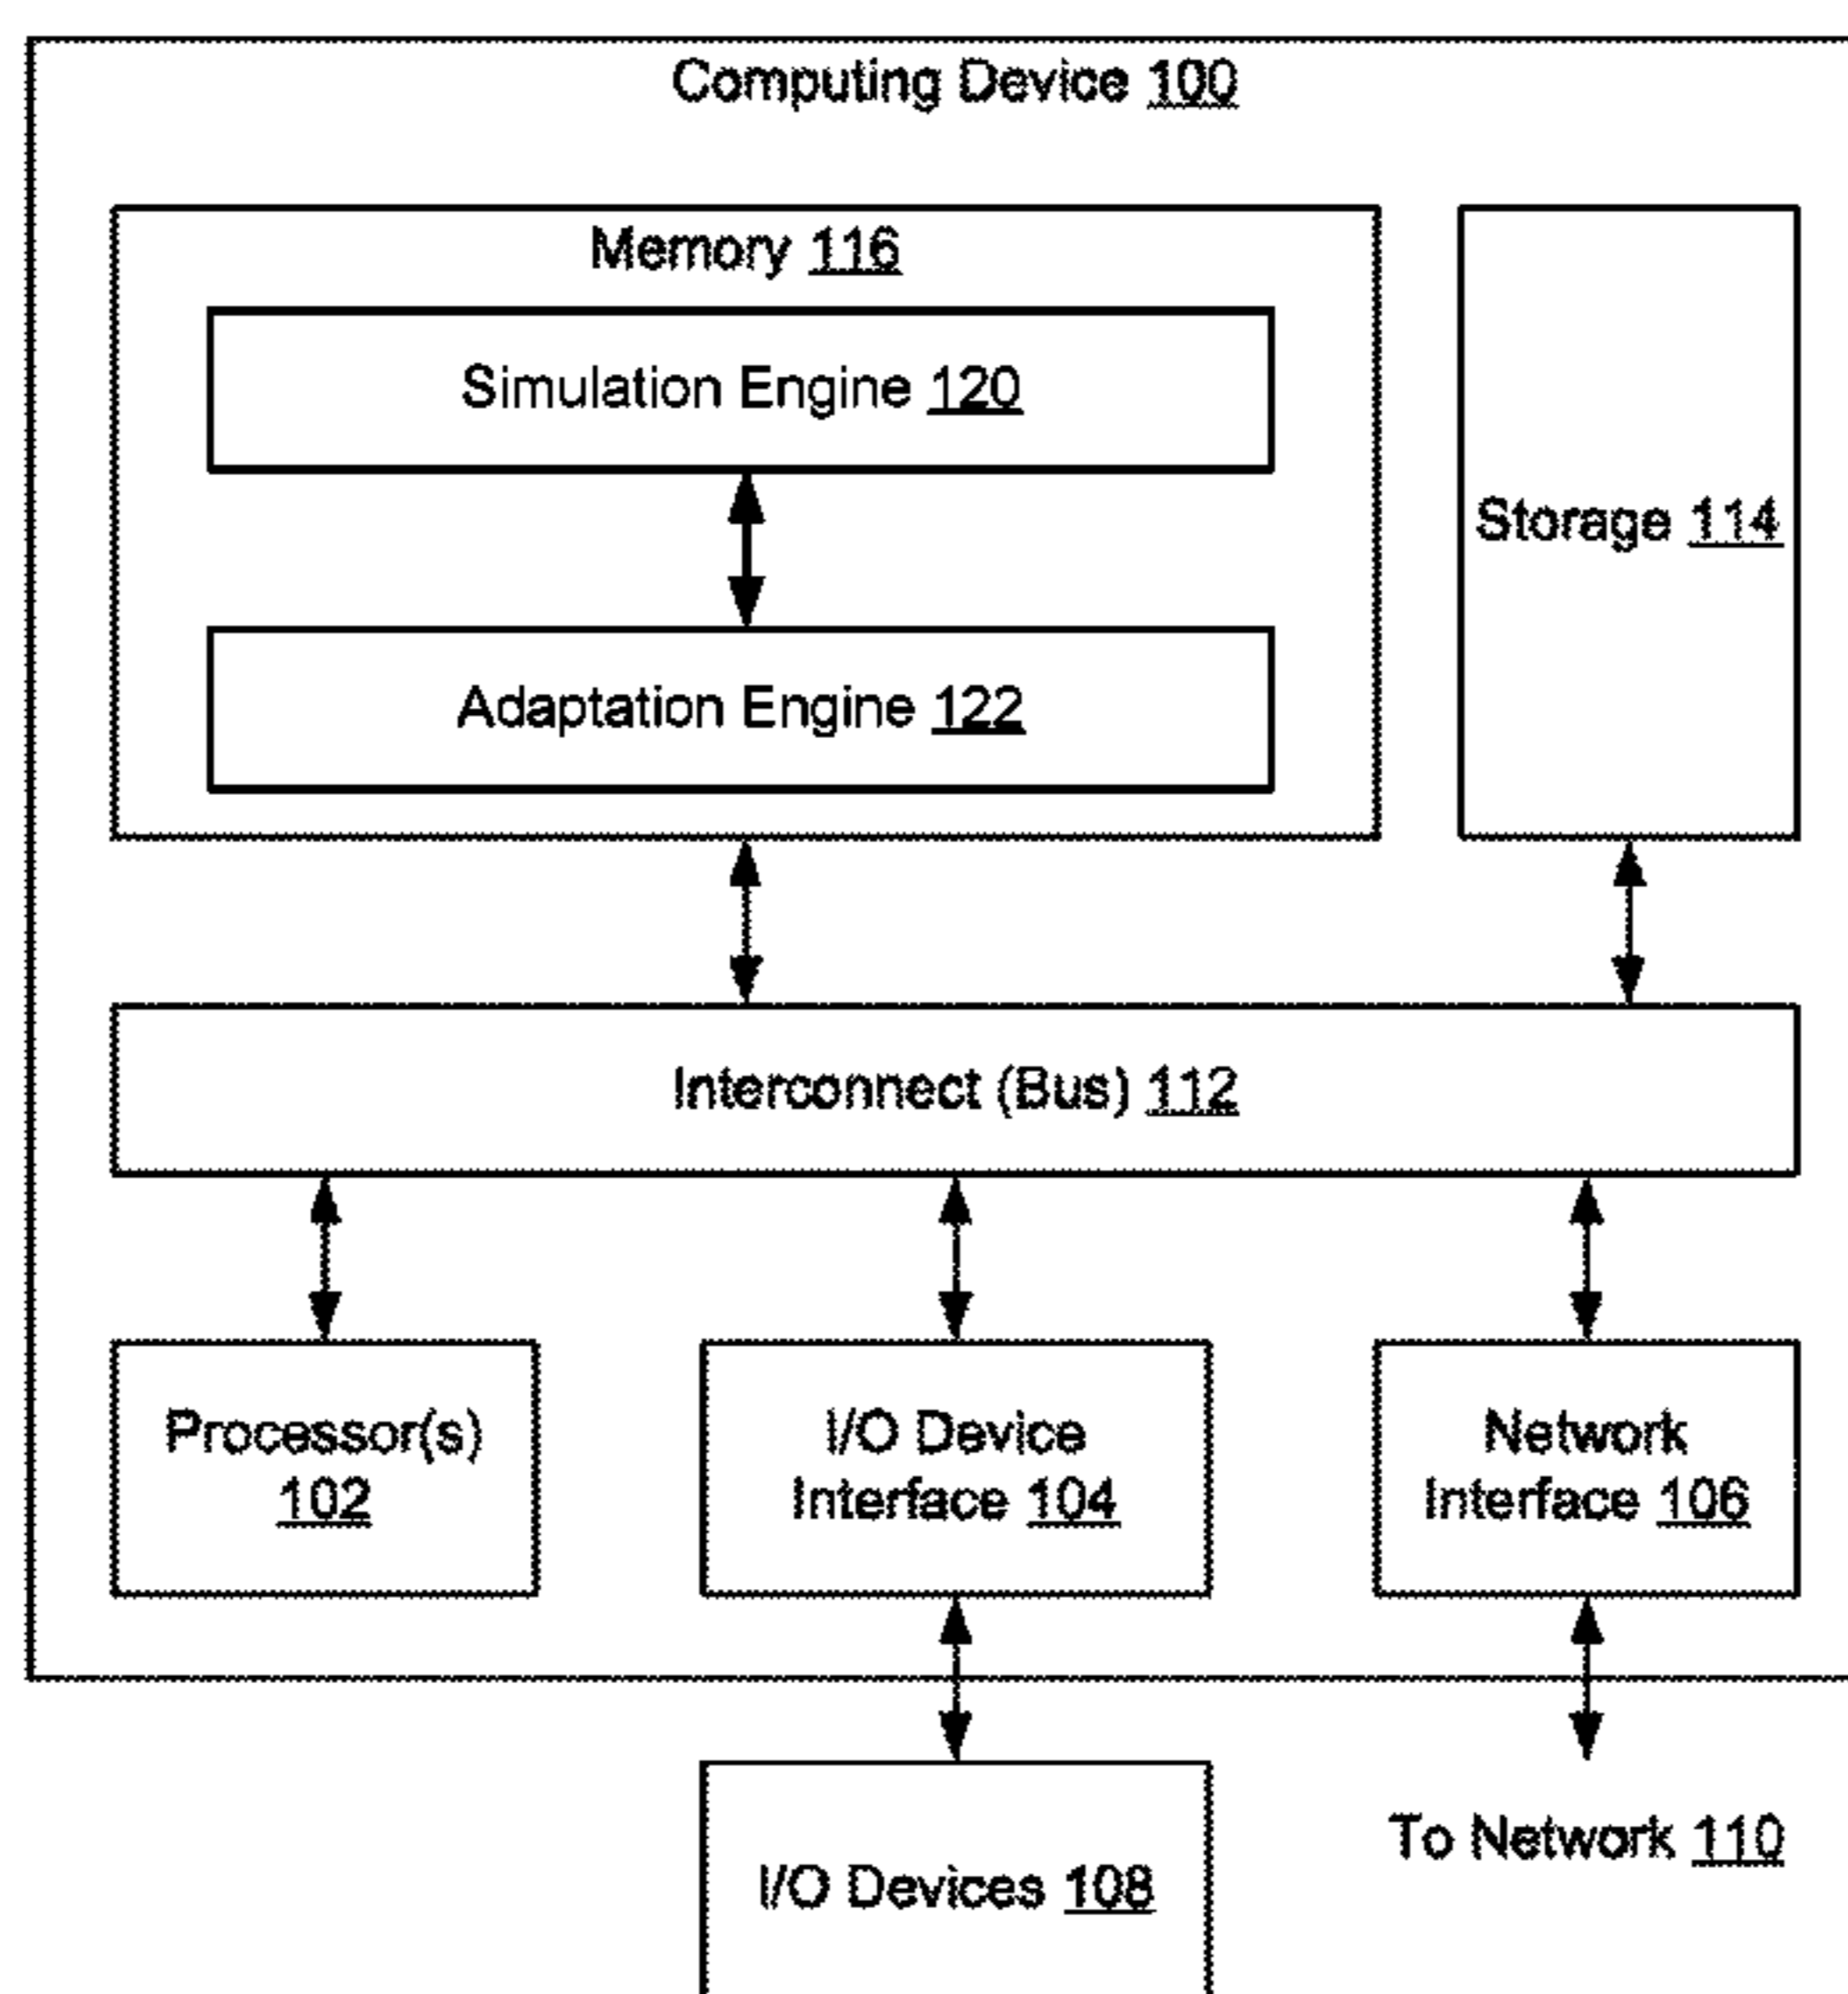 Computing Device 100
Memory 116
Simulation Engine 120
Storage 114
Adaptation Engine 122
Interconnect (Bus) 112
Processor(s)
102
I/O Device
Interface 104
Network
Interface 106
I/O Devices 108
To Network 110